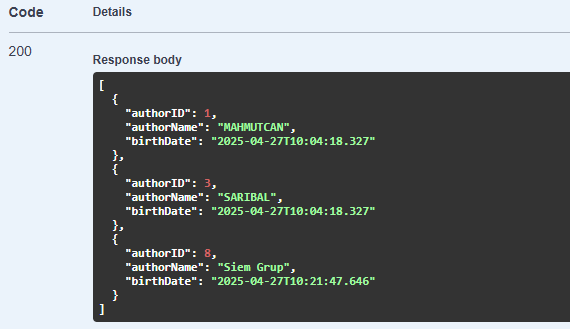 Code Details
200
Response body
[
  {
    "authorID": 1,
    "authorName": "MAHMUTCAN",
    "birthDate": "2025-04-27T10:04:18.327"
  },
  {
    "authorID": 3,
    "authorName": "SARIBAL",
    "birthDate": "2025-04-27T10:04:18.327"
  },
  {
    "authorID": 8,
    "authorName": "Siem Grup",
    "birthDate": "2025-04-27T10:21:47.646"
  }
]